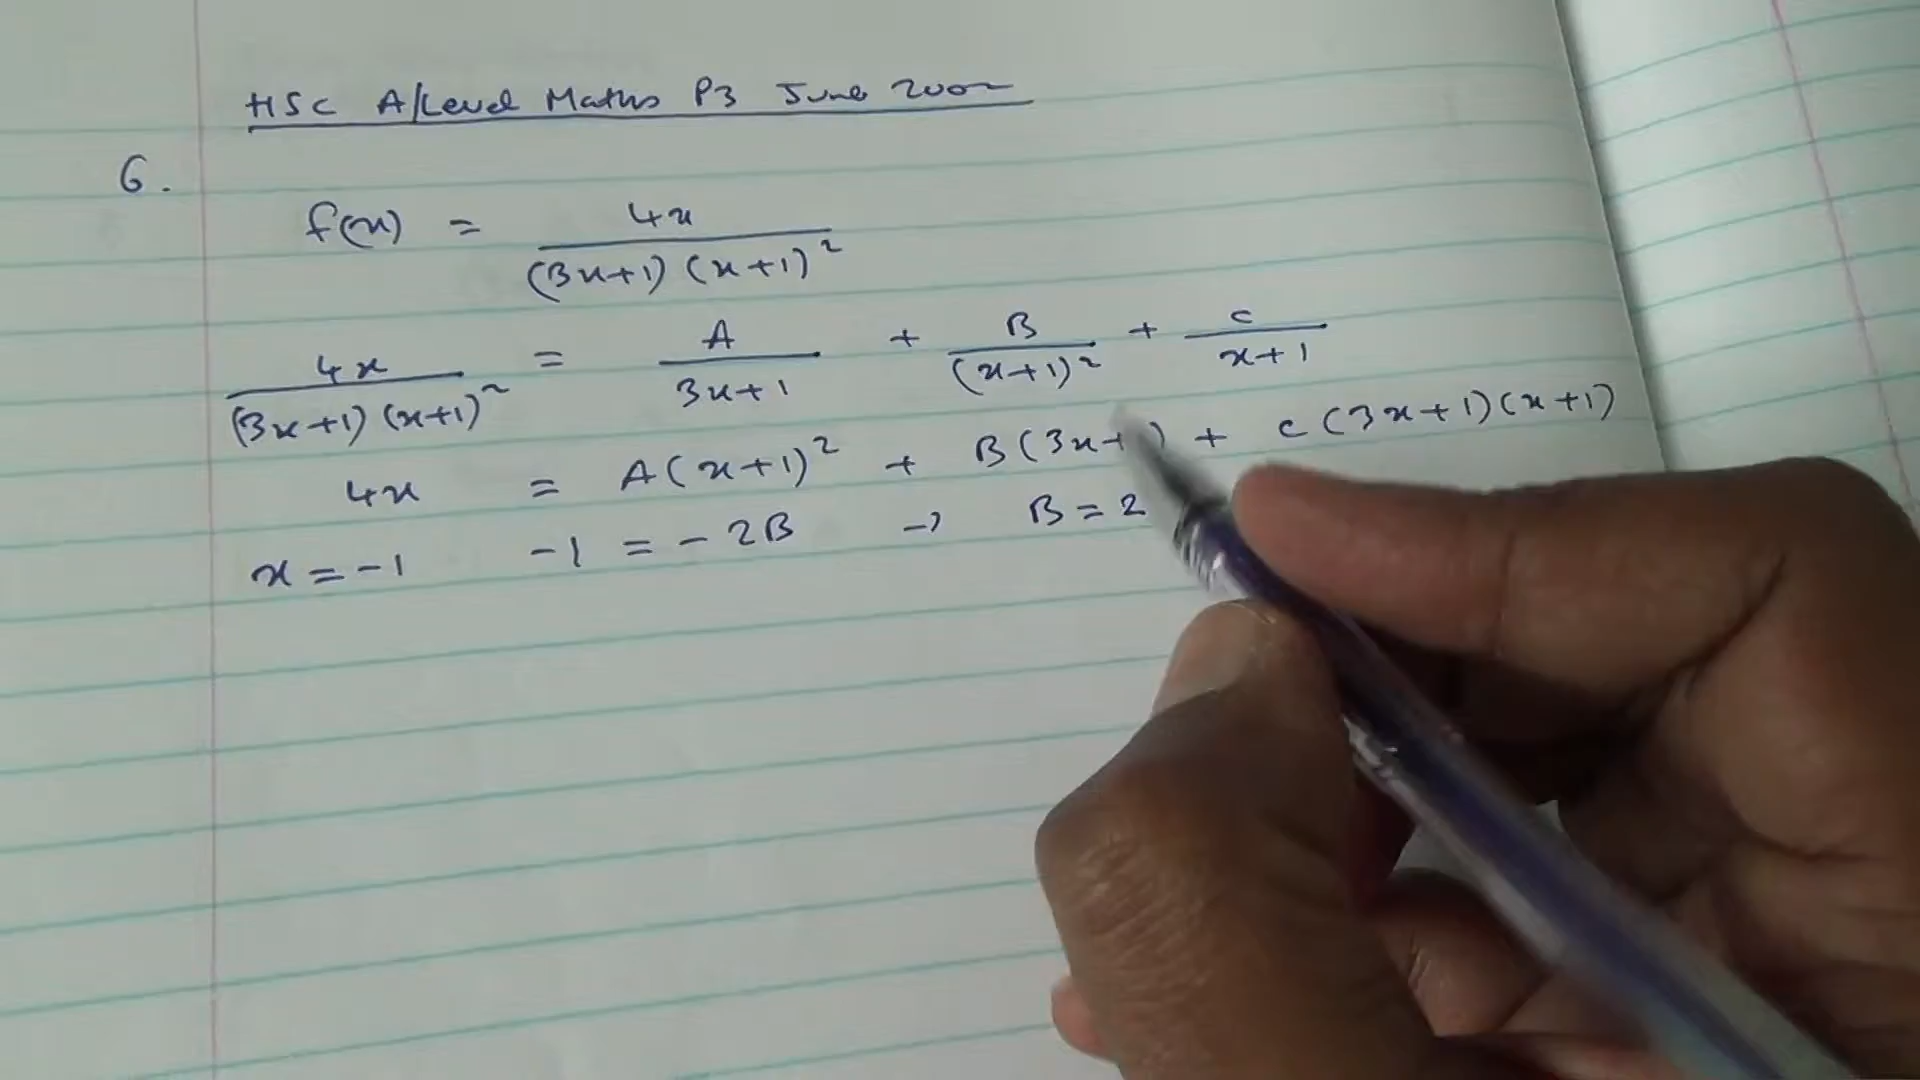 HSC A/Level Maths P3 June 2002
6.
f(x) = 4x / (3x+1)(x+1)²
4x / (3x+1)(x+1)² = A / 3x+1 + B / (x+1)² + C / x+1
4x = A(x+1)² + B(3x+1) + C(3x+1)(x+1)
x = -1 -1 = -2B → B = 2